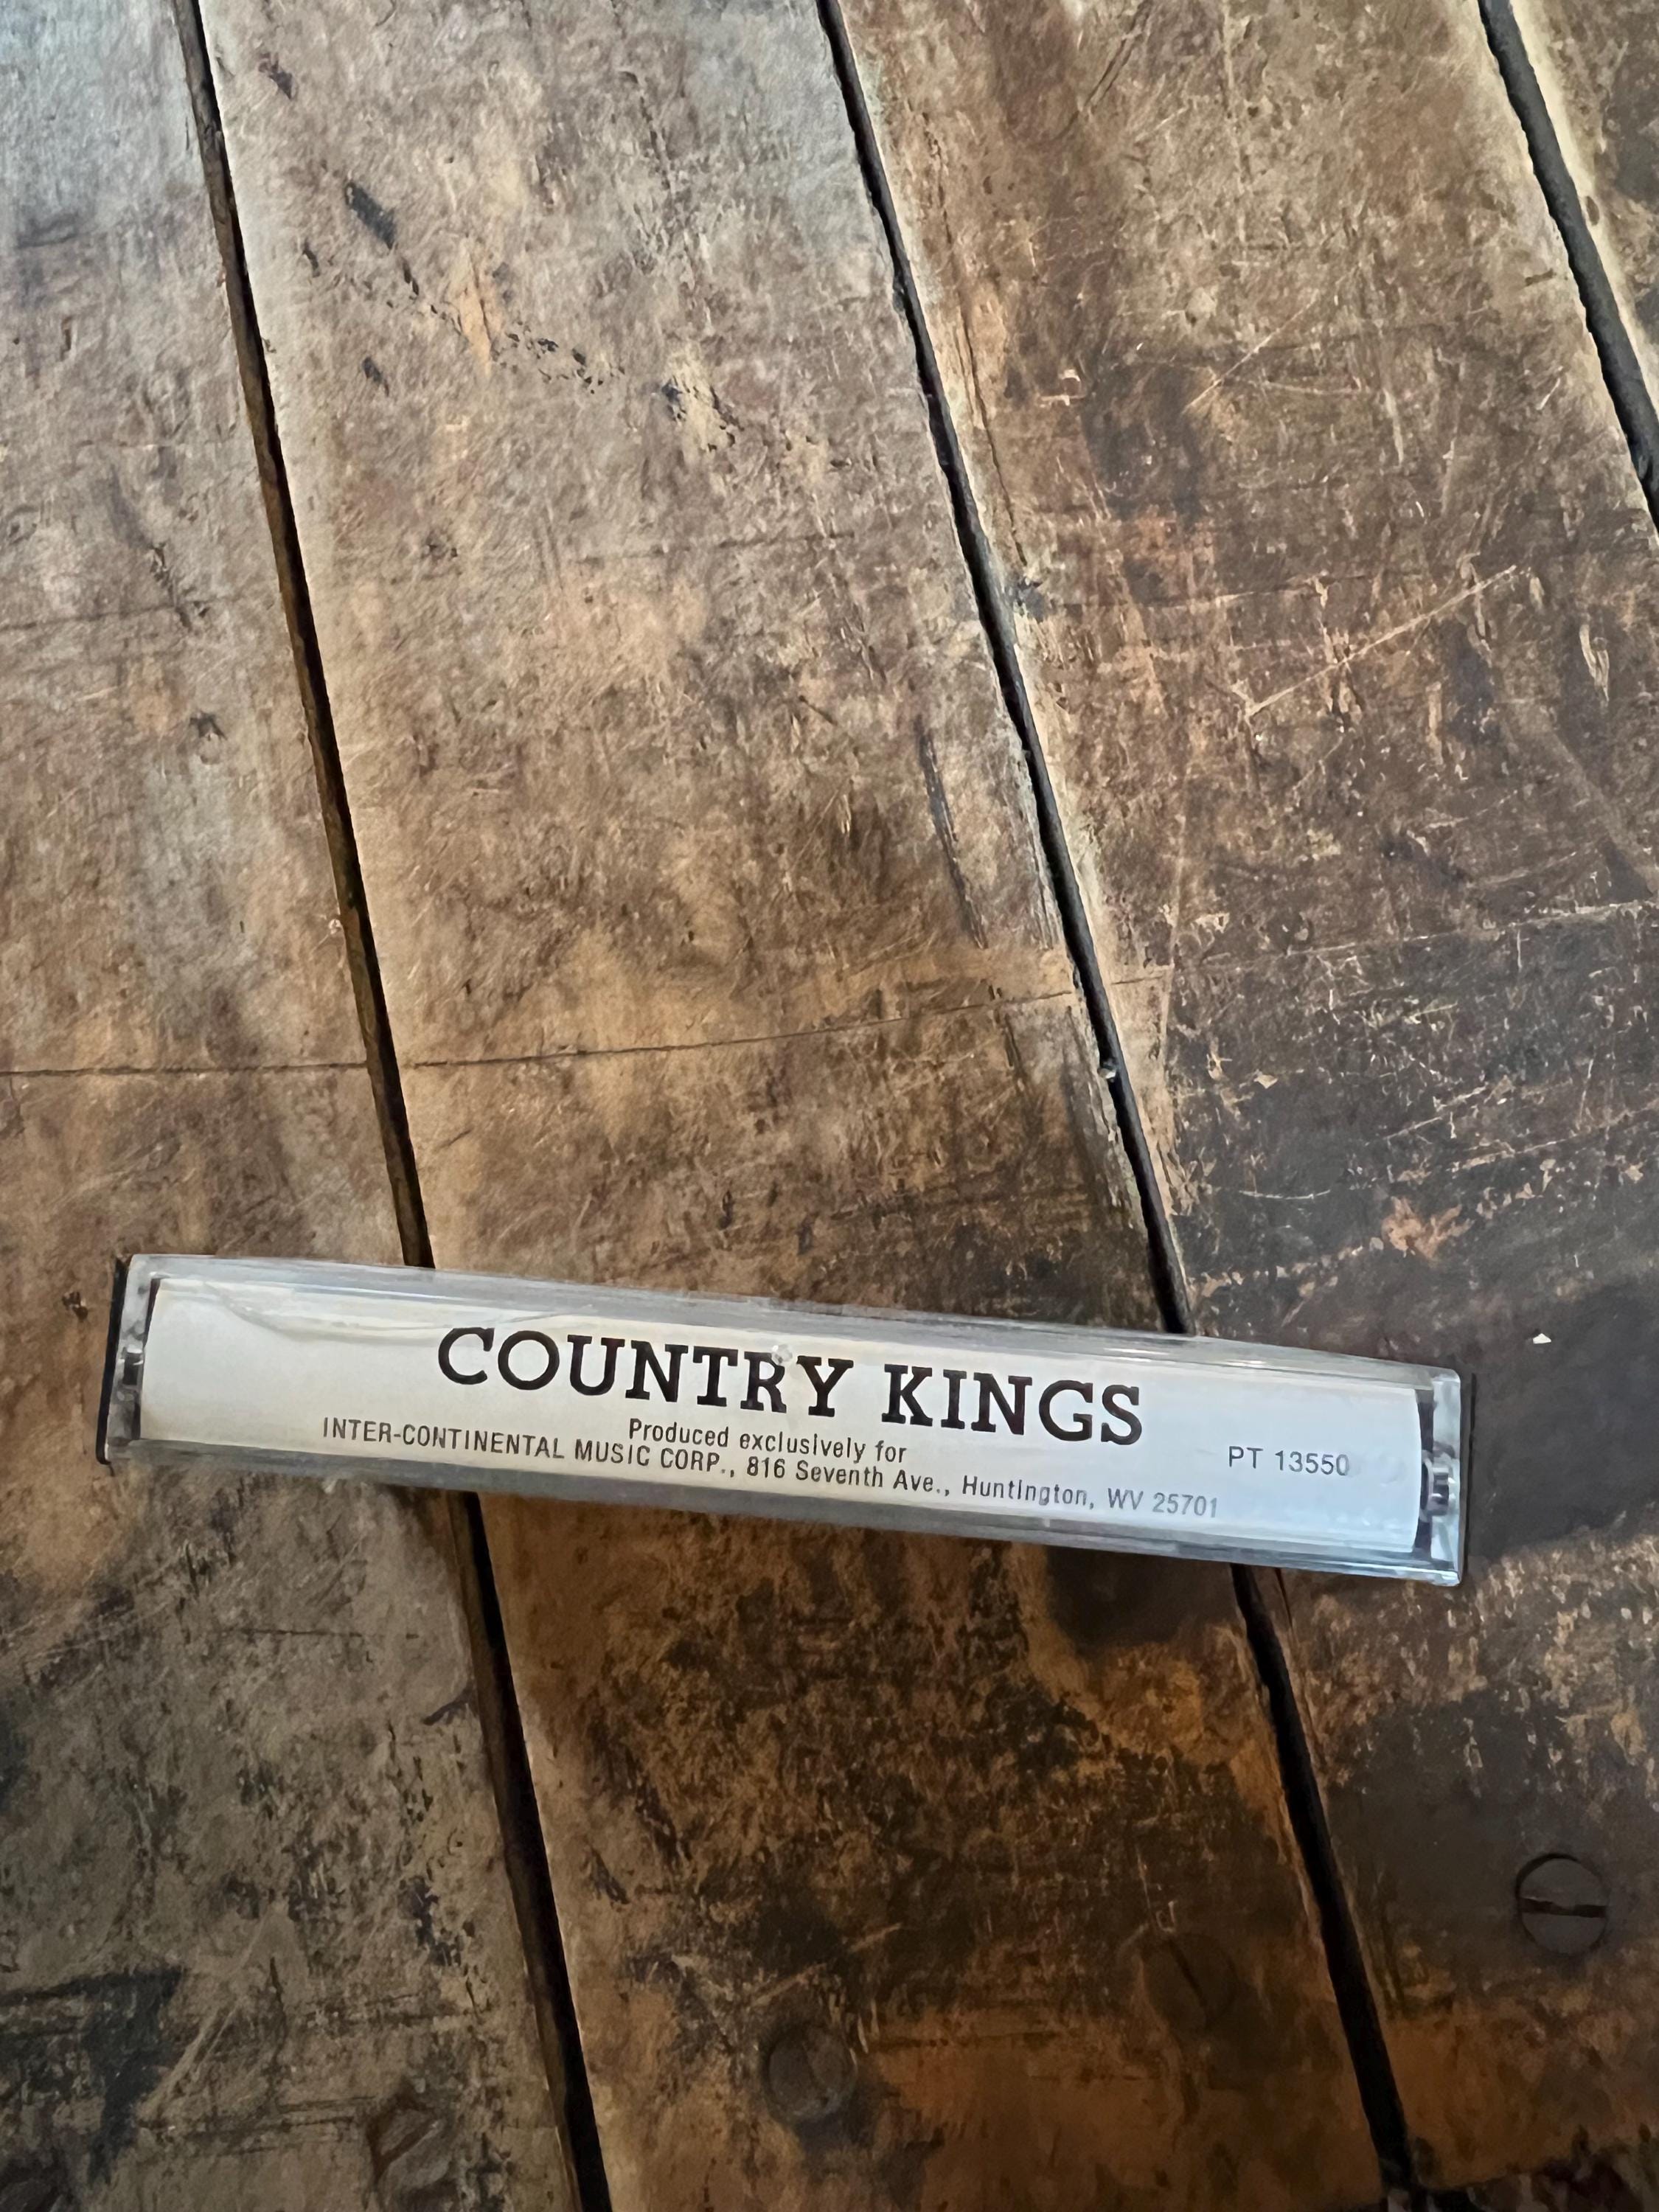 COUNTRY KINGS
Produced exclusively for
INTER-CONTINENTAL MUSIC CORP., 816 Seventh Ave., Huntington, WV 25701
PT 13550